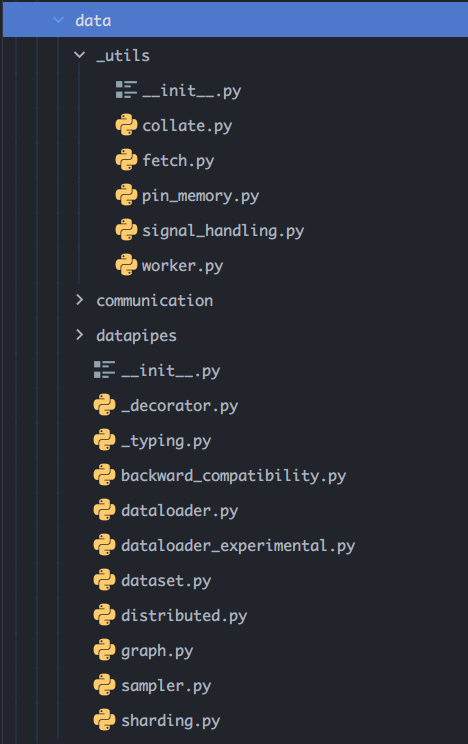 data
_utils
__init__.py
collate.py
fetch.py
pin_memory.py
signal_handling.py
worker.py
communication
datapipes
__init__.py
_decorator.py
_typing.py
backward_compatibility.py
dataloader.py
dataloader_experimental.py
dataset.py
distributed.py
graph.py
sampler.py
sharding.py